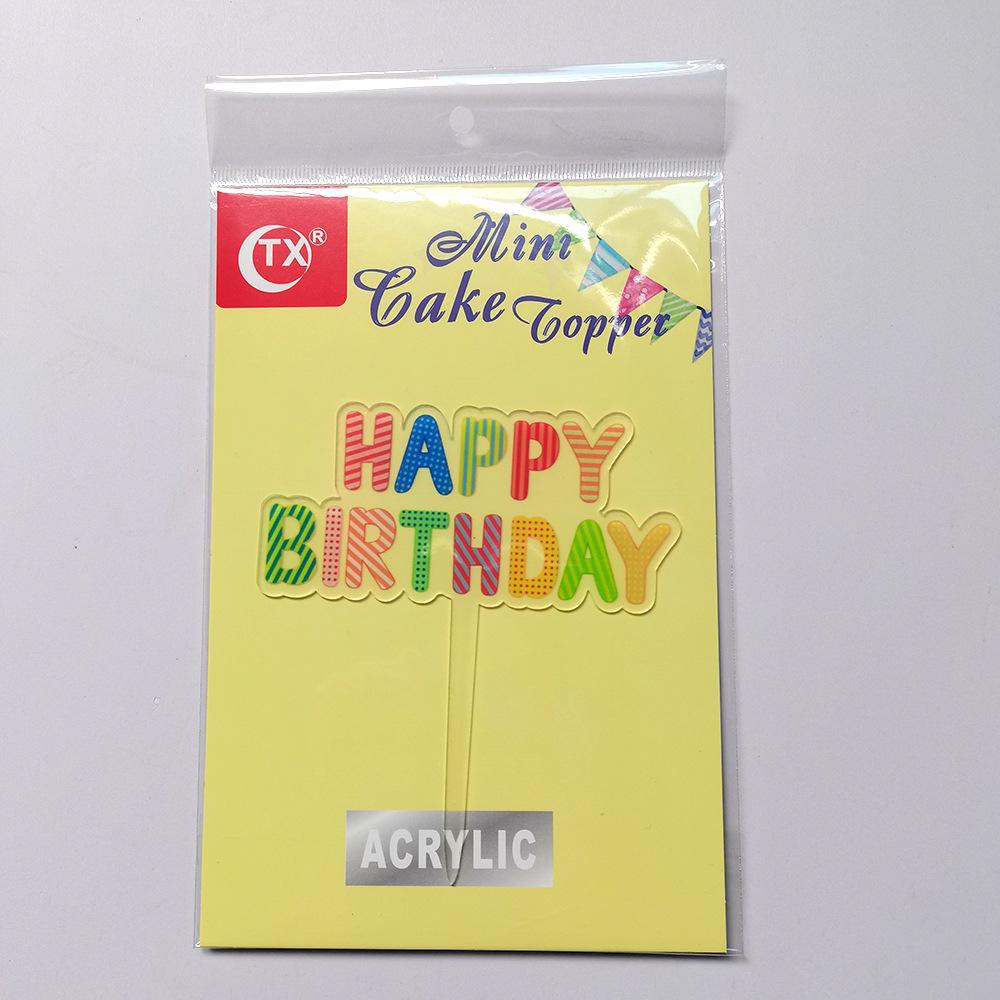 TX®
Mini
Cake Topper
HAPPY
BIRTHDAY
ACRYLIC